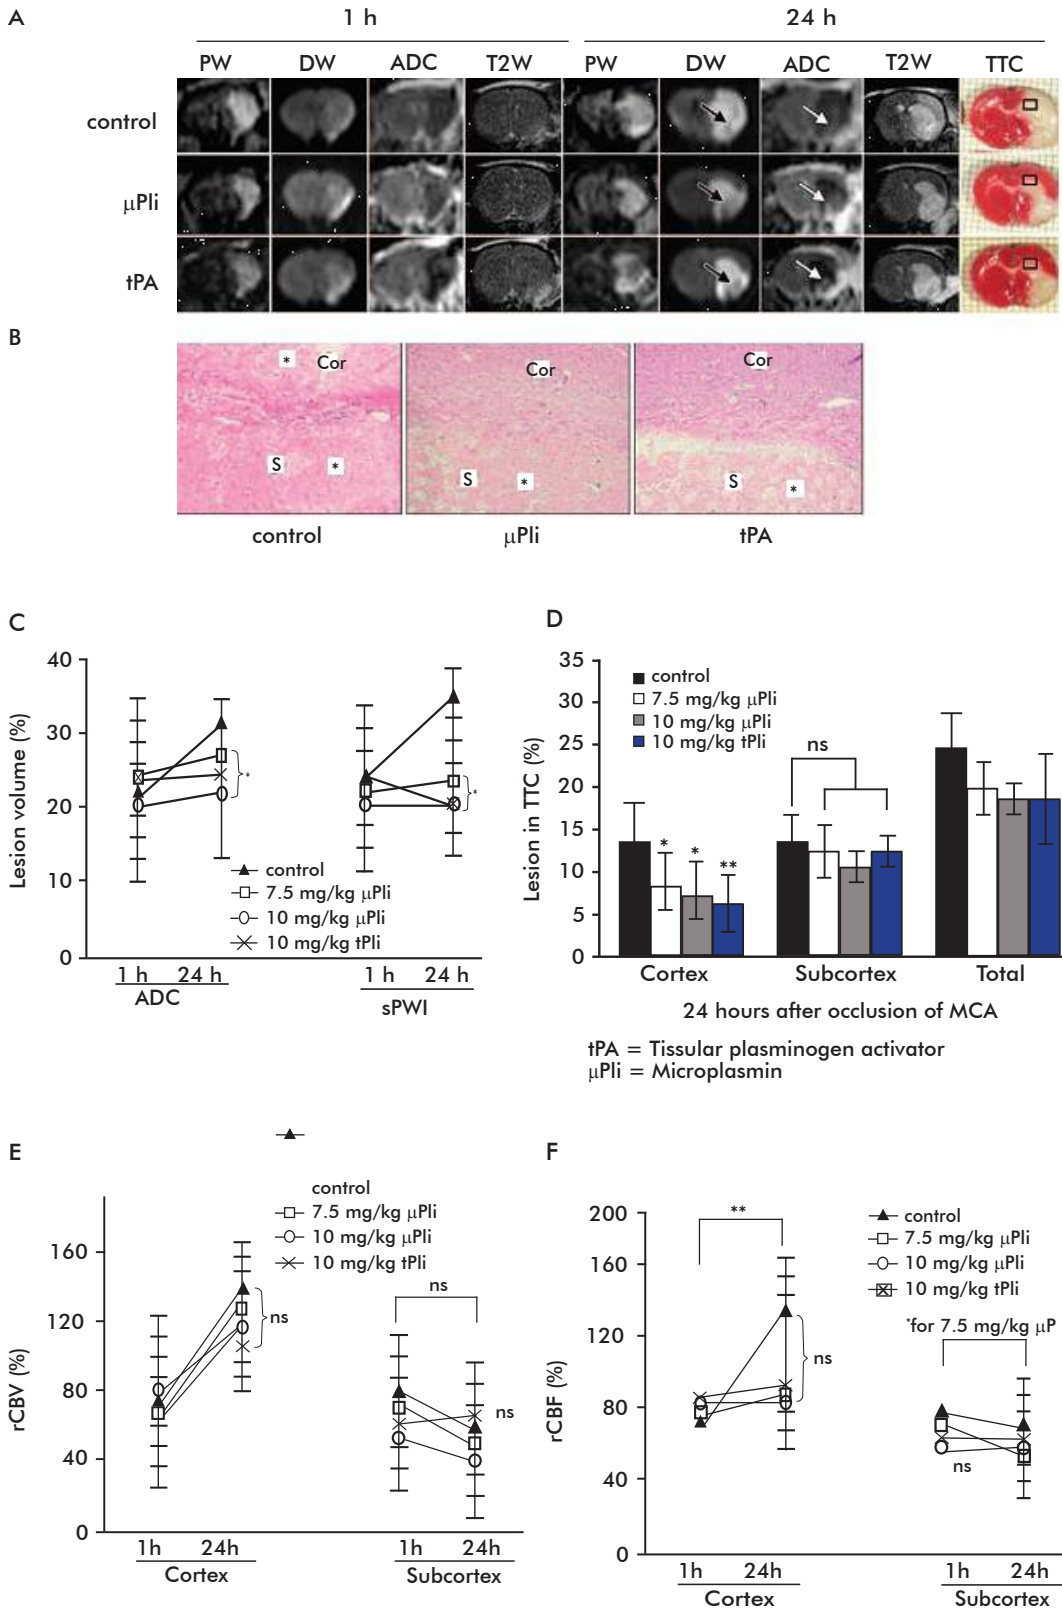 A
1 h 24 h
PW DW ADC T2W PW DW ADC T2W TTC
control
μPli
tPA
B
* Cor Cor Cor
S * S * S *
control μPli tPA
C
Lesion volume (%)
40
30
20
10
0
*
*
control
7.5 mg/kg μPli
10 mg/kg μPli
10 mg/kg tPli
1 h 24 h 1 h 24 h
ADC sPWI
D
Lesion in TTC (%)
35
30
25
20
15
10
5
0
control
7.5 mg/kg μPli
10 mg/kg μPli
10 mg/kg tPli
ns
* * **
Cortex Subcortex Total
24 hours after occlusion of MCA
tPA = Tissular plasminogen activator
μPli = Microplasmin
E
rCBV (%)
160
120
80
40
0
control
7.5 mg/kg μPli
10 mg/kg μPli
10 mg/kg tPli
ns
ns
ns
1h 24h 1h 24h
Cortex Subcortex
F
rCBF (%)
200
160
120
80
40
0
**
control
7.5 mg/kg μPli
10 mg/kg μPli
10 mg/kg tPli
*for 7.5 mg/kg μP
ns
ns
1h 24h 1h 24h
Cortex Subcortex